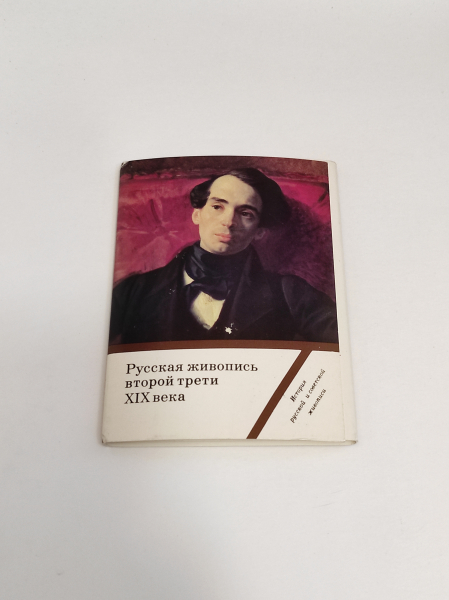 Русская живопись
второй трети
XIX века
История
русской и советской
живописи